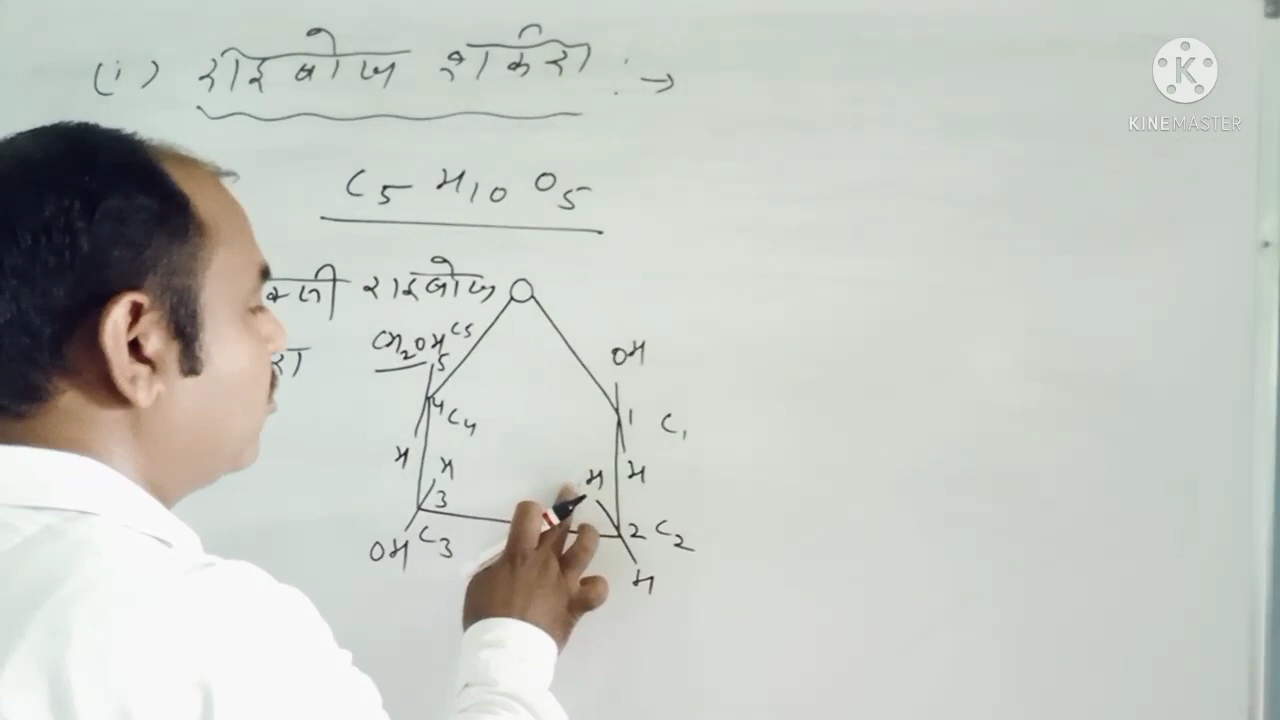 (i) राइबोज शर्करा :→
C5 H10 O5
क्सी राइबोज O
रा
CH2OH C5
5
OH
4 C4
1 C1
H
H
H
H
3
2 C2
OH C3
H
K
KINEMASTER